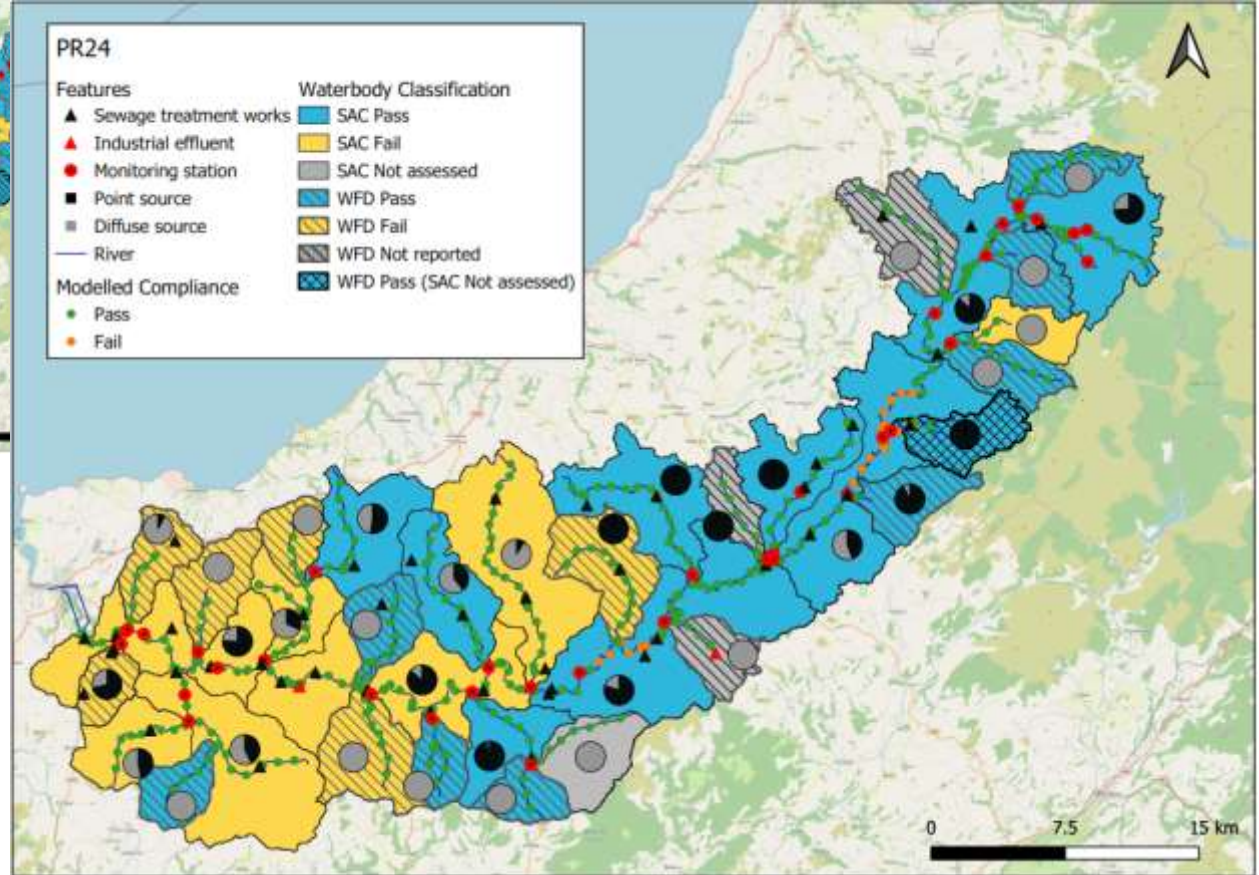 PR24
Features
Sewage treatment works
Industrial effluent
Monitoring station
Point source
Diffuse source
River
Modelled Compliance
Pass
Fail
Waterbody Classification
SAC Pass
SAC Fail
SAC Not assessed
WFD Pass
WFD Fail
WFD Not reported
WFD Pass (SAC Not assessed)
0 7.5 15 km